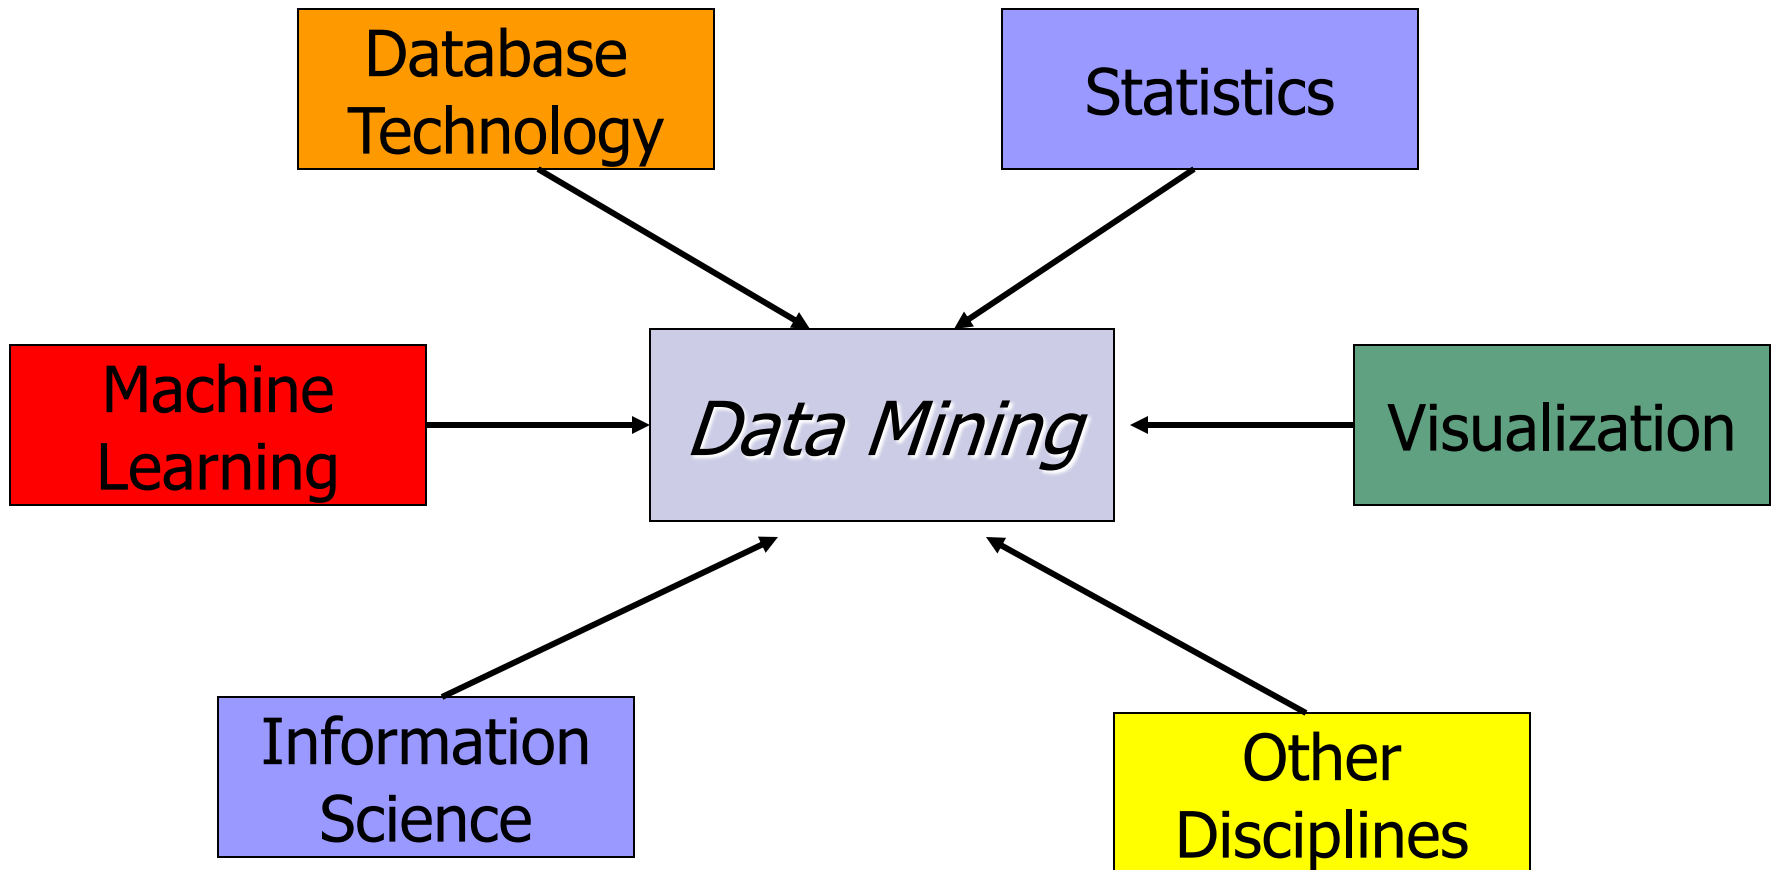 Database
Technology
Statistics
Machine
Learning
Data Mining
Visualization
Information
Science
Other
Disciplines